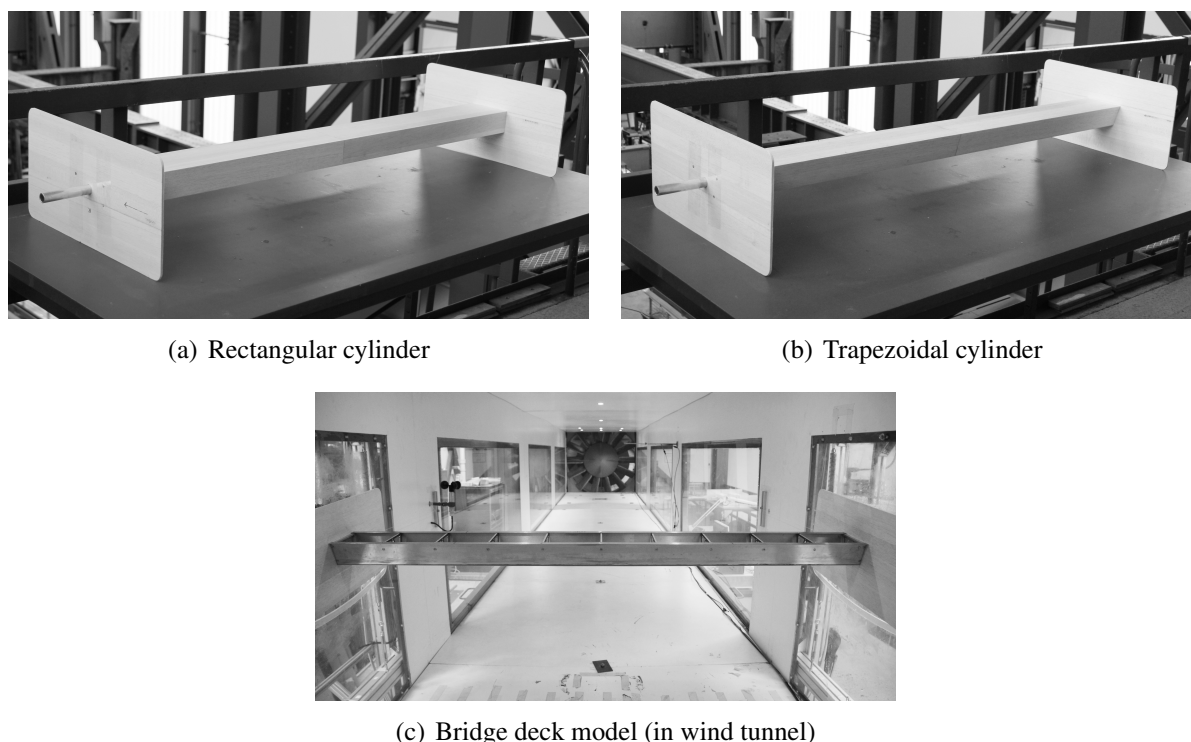 (a) Rectangular cylinder
(b) Trapezoidal cylinder
(c) Bridge deck model (in wind tunnel)